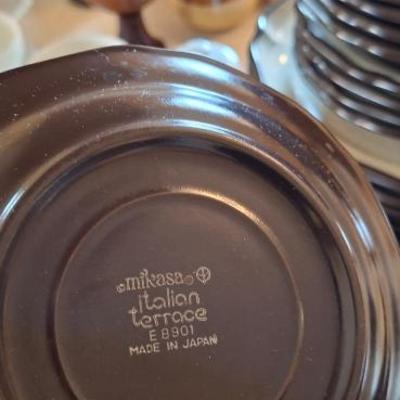 mikasa
italian
terrace
E 8901
MADE IN JAPAN